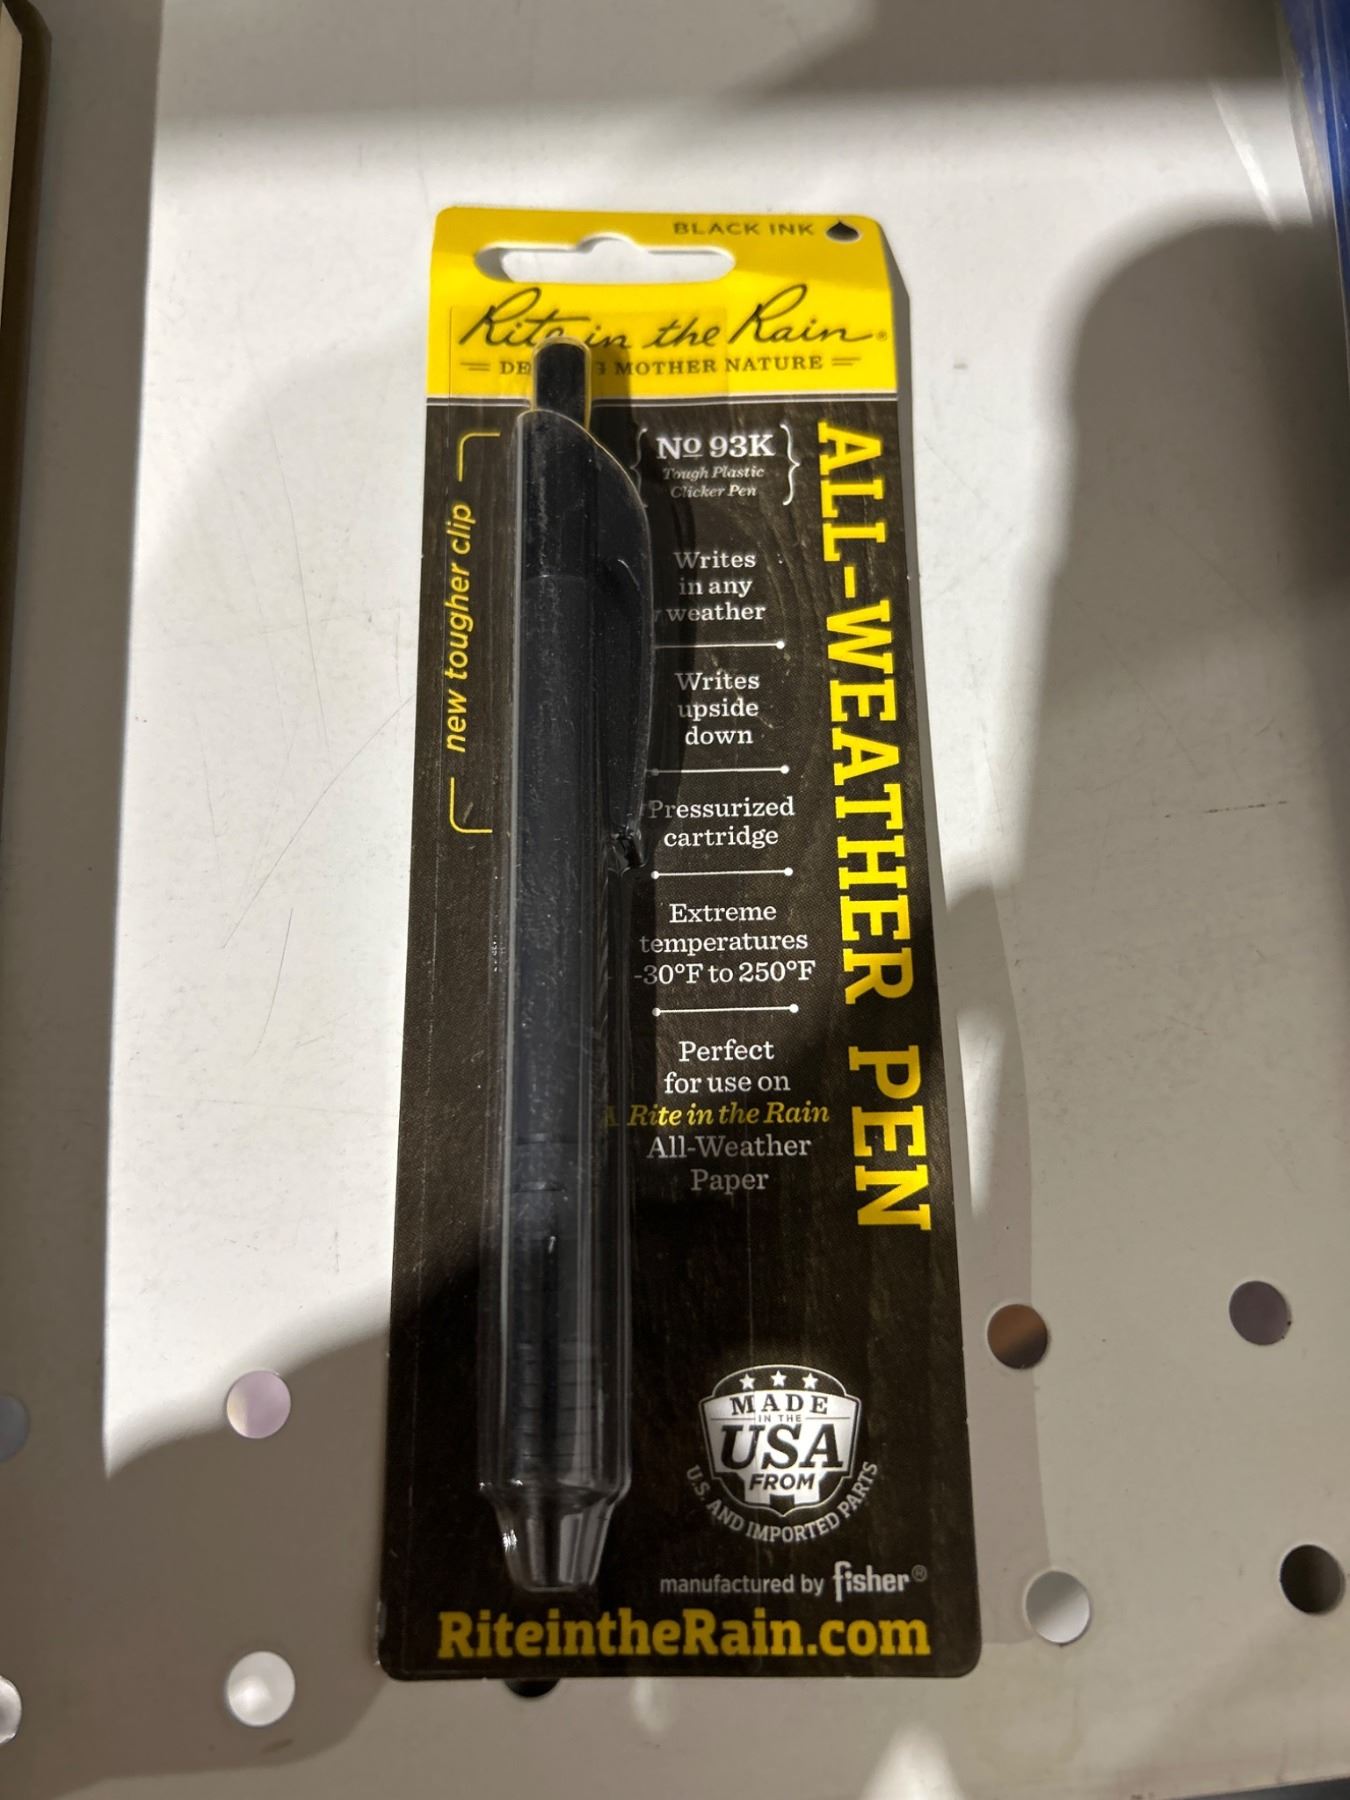 BLACK INK
Rite in the Rain®
MOTHER NATURE
new tougher clip
No 93K
Tough Plastic
Clicker Pen
ALL-WEATHER PEN
Writes
in any
weather
Writes
upside
down
Pressurized
cartridge
Extreme
temperatures
-30°F to 250°F
Perfect
for use on
Rite in the Rain
All-Weather
Paper
MADE
IN THE
USA
FROM
U.S. AND IMPORTED PARTS
manufactured by fisher®
RiteintheRain.com